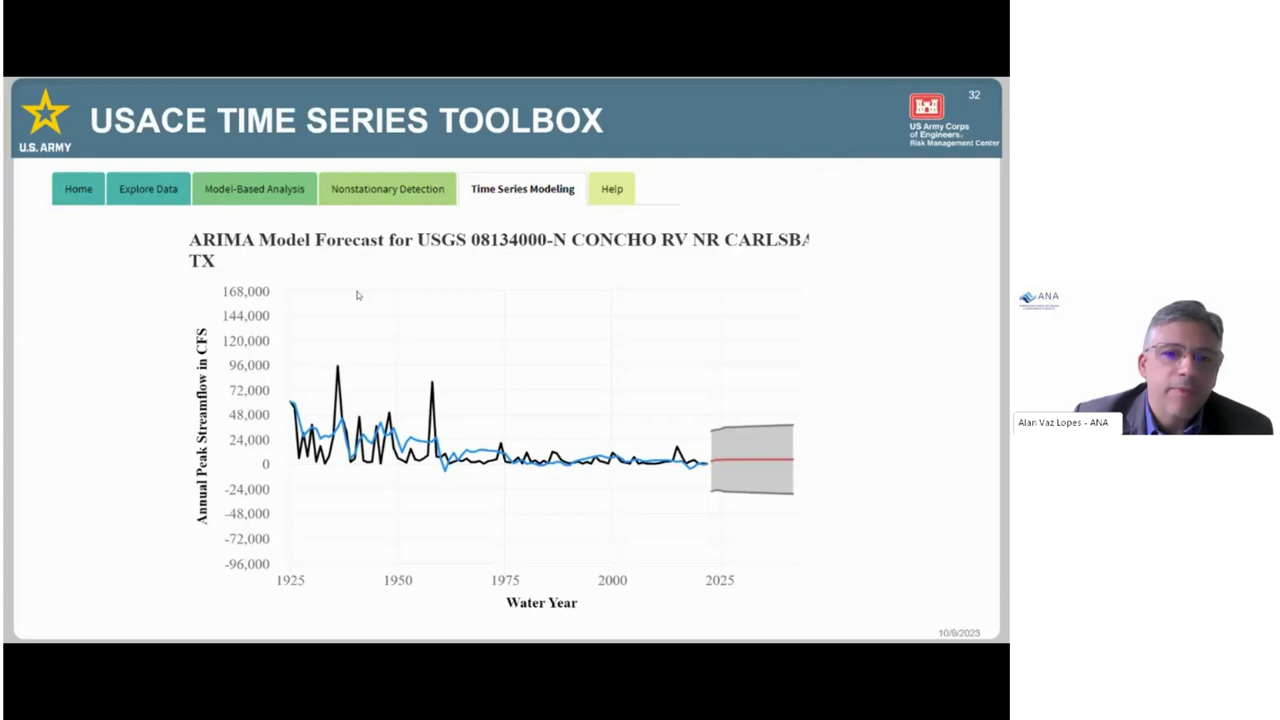 32
USACE TIME SERIES TOOLBOX
U.S. ARMY
US Army Corps
of Engineers®
Risk Management Center
Home
Explore Data
Model-Based Analysis
Nonstationary Detection
Time Series Modeling
Help
ARIMA Model Forecast for USGS 08134000-N CONCHO RV NR CARLSBA
TX
Annual Peak Streamflow in CFS
168,000
144,000
120,000
96,000
72,000
48,000
24,000
0
-24,000
-48,000
-72,000
-96,000
1925
1950
1975
2000
2025
Water Year
10/9/2023
ANA
Alan Vaz Lopes - ANA